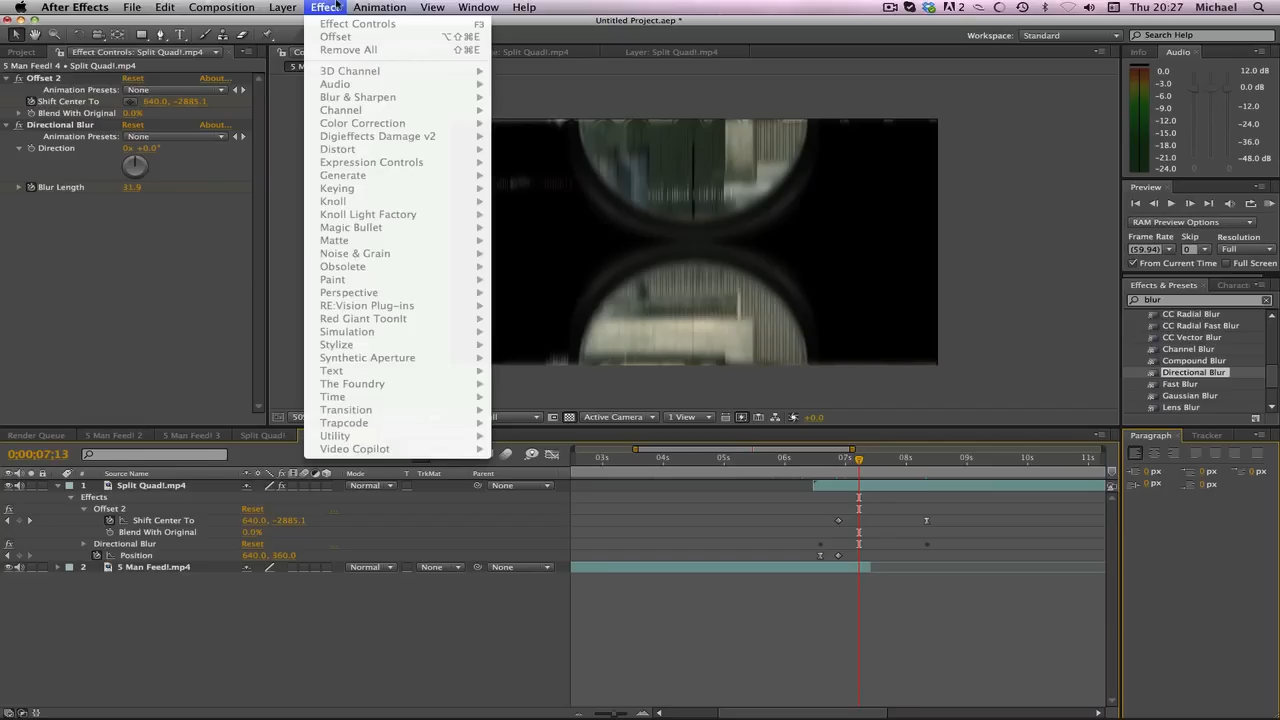 After Effects File Edit Composition Layer Effect Animation View Window Help A 2 Thu 20:27 Michael
Untitled Project.aep *
Workspace: Standard Search Help
Project Effect Controls: Split Quad!.mp4 Layer: Split Quad!.mp4 Info Audio
5 Man Feed! 4 • Split Quad!.mp4
Offset 2 Reset About...
Animation Presets: None
Shift Center To 640.0, -2885.1
Blend With Original 0.0%
Directional Blur Reset About...
Animation Presets: None
Direction
0x +0.0°
Blur Length 31.9
Effect Controls F3
Offset ⌥⇧⌘E
Remove All ⇧⌘E
3D Channel
Audio
Blur & Sharpen
Channel
Color Correction
Digieffects Damage v2
Distort
Expression Controls
Generate
Keying
Knoll
Knoll Light Factory
Magic Bullet
Matte
Noise & Grain
Obsolete
Paint
Perspective
RE:Vision Plug-ins
Red Giant ToonIt
Simulation
Stylize
Synthetic Aperture
Text
The Foundry
Time
Transition
Trapcode
Utility
Video Copilot
0.0 12.0 dB
-3.0
-6.0 0.0 dB
-9.0
-12.0 -12.0
-15.0 -24.0
-18.0 -36.0
-21.0
-24.0 -48.0 dB
Preview
RAM Preview Options
Frame Rate Skip Resolution
(59.94) 0 Full
From Current Time Full Screen
Effects & Presets Charact
blur
CC Radial Blur
CC Radial Fast Blur
CC Vector Blur
Channel Blur
Compound Blur
Directional Blur
Fast Blur
Gaussian Blur
Lens Blur
Active Camera 1 View +0.0
Render Queue 5 Man Feed! 2 5 Man Feed! 3 Split Quad!
Paragraph Tracker
0 px 0 px 0 px
0 px 0 px
0;00;07;13
03s 04s 05s 06s 07s 08s 09s 10s 11s
# Source Name Mode T TrkMat Parent
1 Split Quad!.mp4 Normal None
Effects
Offset 2 Reset
Shift Center To 640.0, -2885.1
Blend With Original 0.0%
Directional Blur Reset
Position 640.0, 360.0
2 5 Man Feed!.mp4 Normal None None